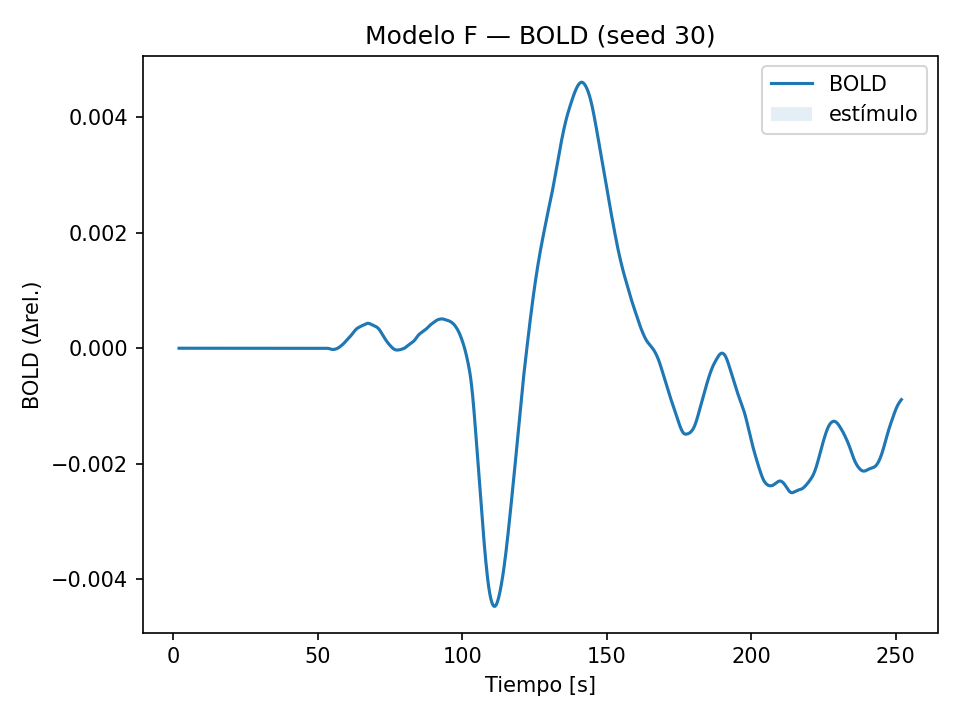 Modelo F — BOLD (seed 30)
BOLD
estímulo
BOLD (Δrel.)
0.004
0.002
0.000
−0.002
−0.004
0
50
100
150
200
250
Tiempo [s]